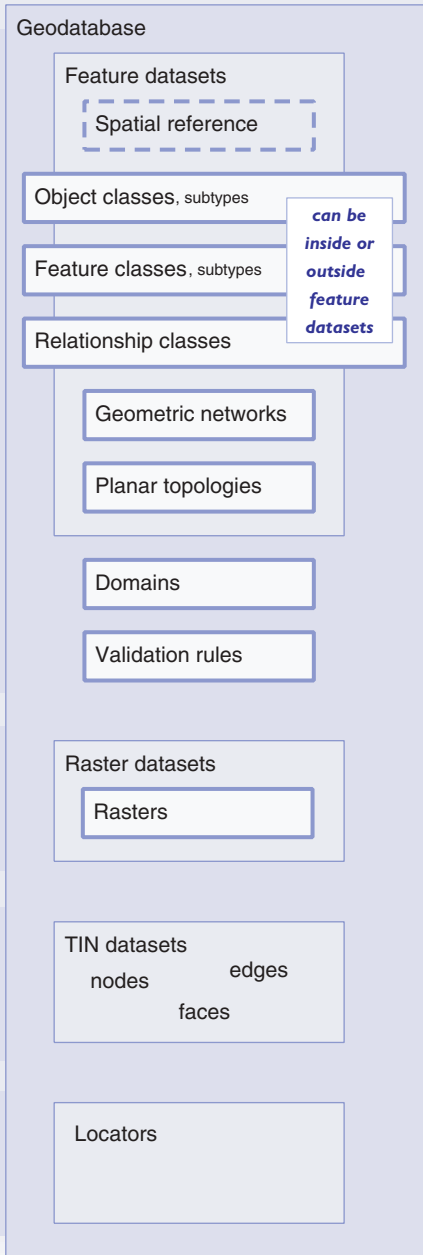 Geodatabase
Feature datasets
Spatial reference
Object classes, subtypes
can be
inside or
outside
feature
datasets
Feature classes, subtypes
Relationship classes
Geometric networks
Planar topologies
Domains
Validation rules
Raster datasets
Rasters
TIN datasets
nodes edges
faces
Locators